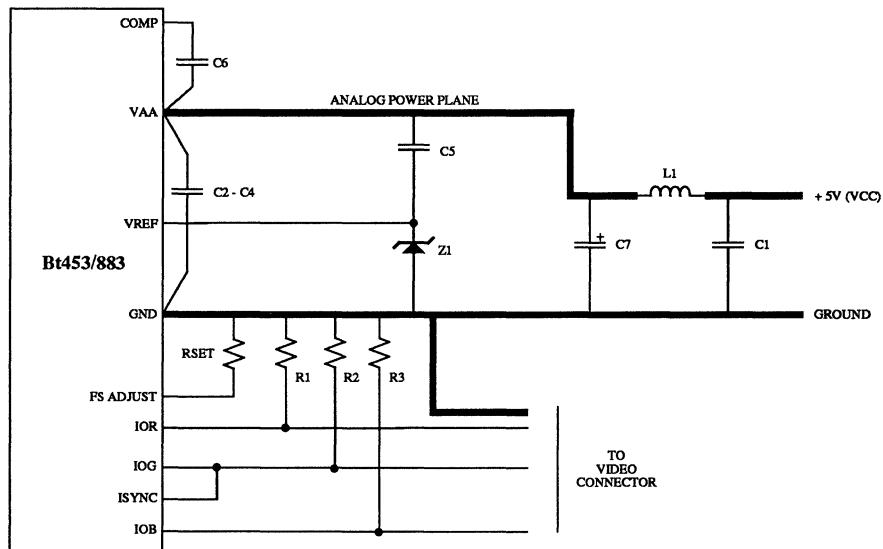 COMP
C6
VAA
ANALOG POWER PLANE
C5
L1
+ 5V (VCC)
C2 - C4
VREF
+
C7
C1
Z1
Bt453/883
GND
GROUND
RSET
R1
R2
R3
FS ADJUST
IOR
IOG
ISYNC
IOB
TO
VIDEO
CONNECTOR